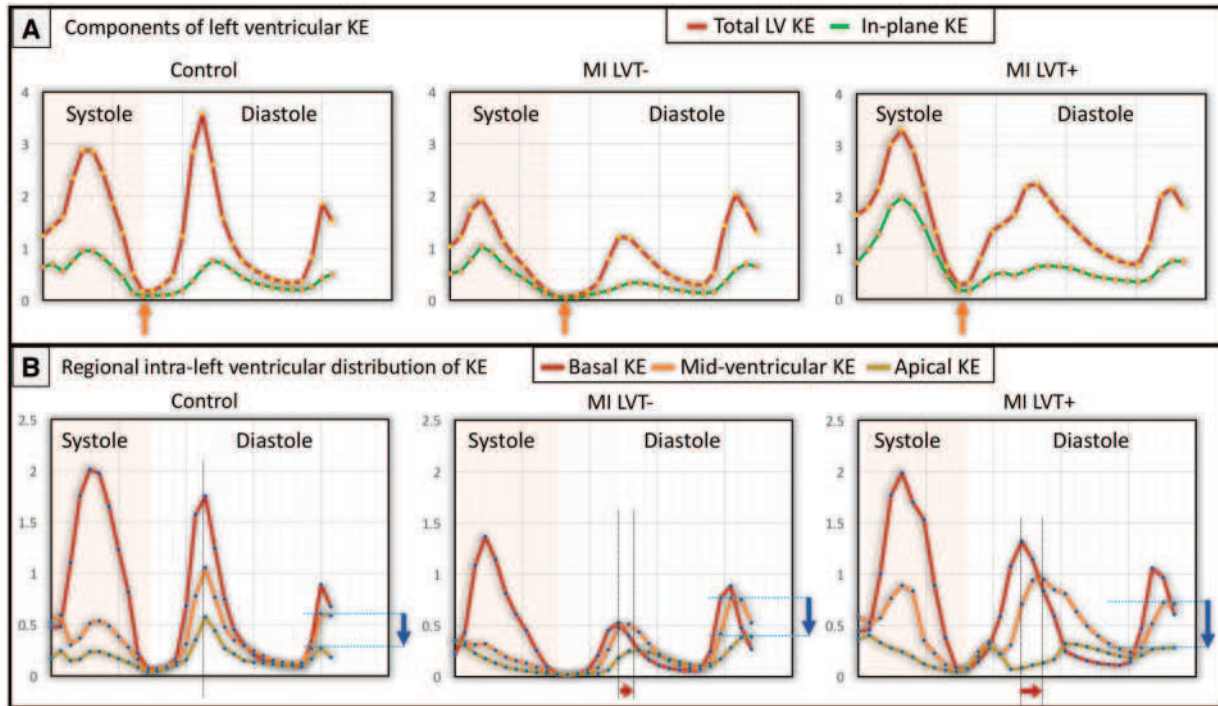 A Components of left ventricular KE
Total LV KE In-plane KE
Control MI LVT- MI LVT+
4 4 4
Systole Diastole Systole Diastole Systole Diastole
3 3 3
2 2 2
1 1 1
0 0 0
B Regional intra-left ventricular distribution of KE
Basal KE Mid-ventricular KE Apical KE
Control MI LVT- MI LVT+
2.5 2.5 2.5
Systole Diastole Systole Diastole Systole Diastole
2 2 2
1.5 1.5 1.5
1 1 1
0.5 0.5 0.5
0 0 0